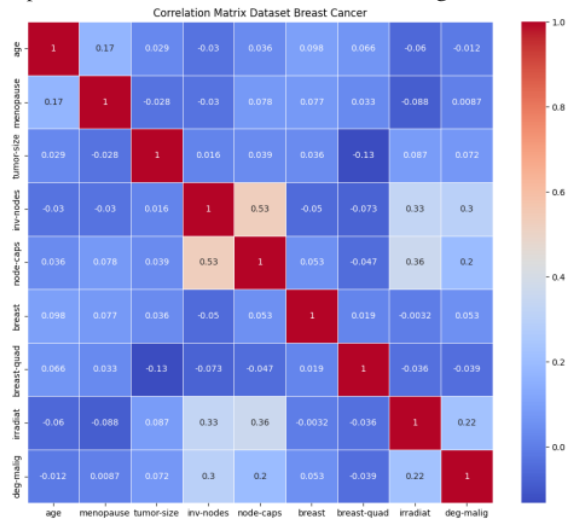 Correlation Matrix Dataset Breast Cancer
age 1 0.17 0.029 -0.03 0.036 0.098 0.066 -0.06 -0.012
menopause 0.17 1 -0.028 -0.03 0.078 0.077 0.033 -0.088 0.0087
tumor-size 0.029 -0.028 1 0.016 0.039 0.036 -0.13 0.087 0.072
inv-nodes -0.03 -0.03 0.016 1 0.53 -0.05 -0.073 0.33 0.3
node-caps 0.036 0.078 0.039 0.53 1 0.053 -0.047 0.36 0.2
breast 0.098 0.077 0.036 -0.05 0.053 1 0.019 -0.0032 0.053
breast-quad 0.066 0.033 -0.13 -0.073 -0.047 0.019 1 -0.036 -0.039
irradiat -0.06 -0.088 0.087 0.33 0.36 -0.0032 -0.036 1 0.22
deg-malig -0.012 0.0087 0.072 0.3 0.2 0.053 -0.039 0.22 1
age menopause tumor-size inv-nodes node-caps breast breast-quad irradiat deg-malig
1.0
0.8
0.6
0.4
0.2
0.0